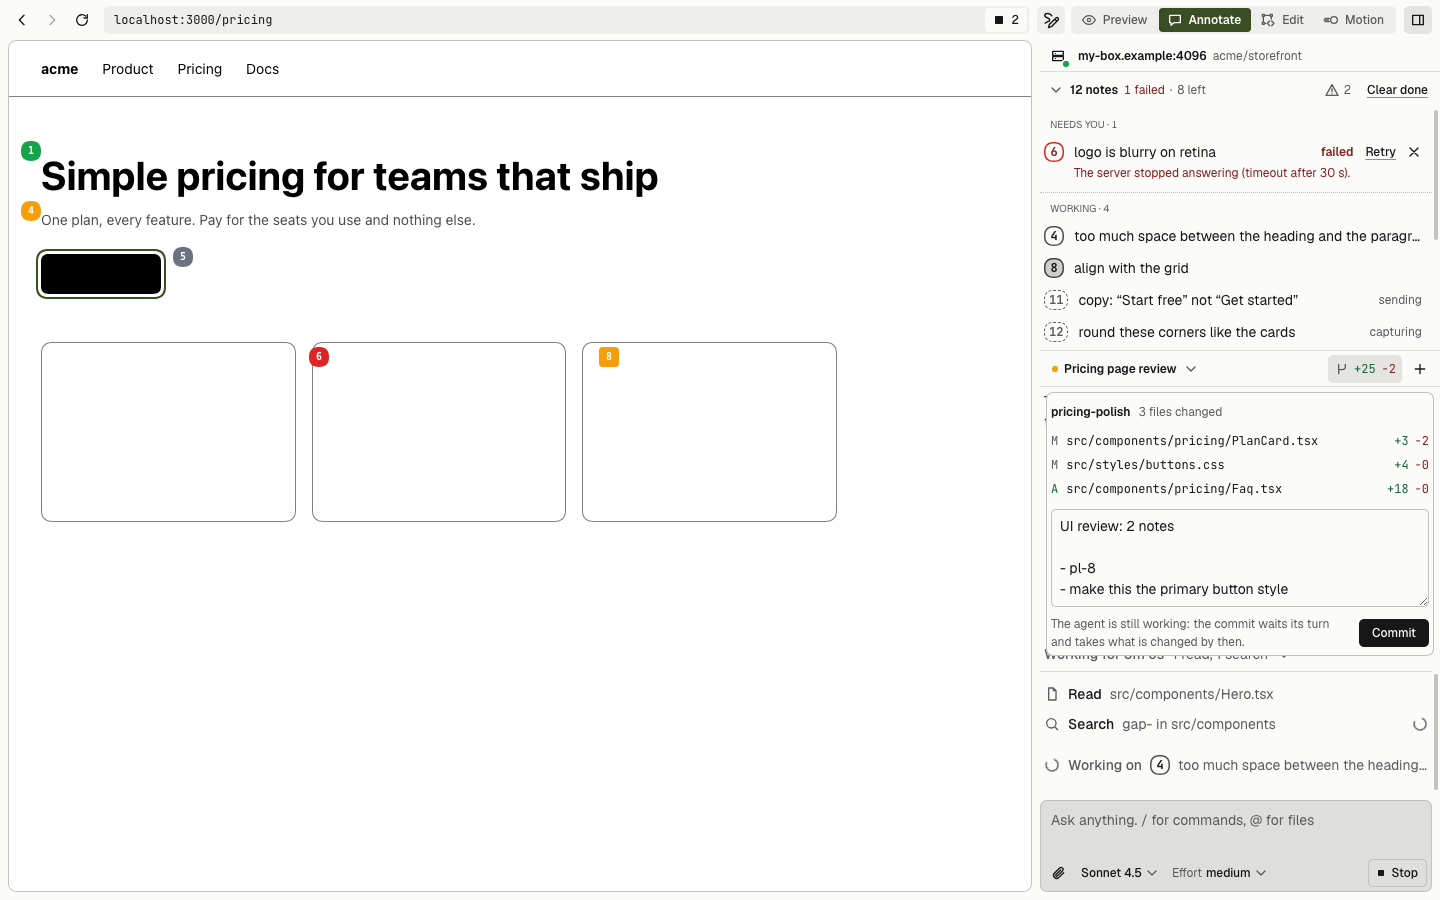 localhost:3000/pricing
2
Preview
Annotate
Edit
Motion
acme
Product
Pricing
Docs
1
Simple pricing for teams that ship
4
One plan, every feature. Pay for the seats you use and nothing else.
5
6
8
my-box.example:4096 acme/storefront
12 notes 1 failed · 8 left
2
Clear done
NEEDS YOU · 1
6 logo is blurry on retina failed Retry
The server stopped answering (timeout after 30 s).
WORKING · 4
4 too much space between the heading and the paragr…
8 align with the grid
11 copy: “Start free” not “Get started” sending
12 round these corners like the cards capturing
Pricing page review
+25 -2
pricing-polish 3 files changed
M src/components/pricing/PlanCard.tsx +3 -2
M src/styles/buttons.css +4 -0
A src/components/pricing/Faq.tsx +18 -0
UI review: 2 notes
- pl-8
- make this the primary button style
The agent is still working: the commit waits its turn
and takes what is changed by then.
Commit
Read src/components/Hero.tsx
Search gap- in src/components
Working on 4 too much space between the heading…
Ask anything. / for commands, @ for files
Sonnet 4.5
Effort medium
Stop